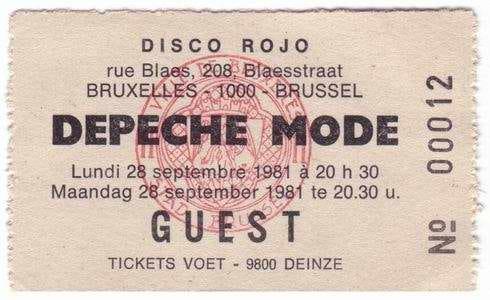 DISCO ROJO
rue Blaes, 208, Blaesstraat
BRUXELLES - 1000 - BRUSSEL
DEPECHE MODE
Lundi 28 septembre 1981 à 20 h 30
Maandag 28 september 1981 te 20.30 u.
GUEST
TICKETS VOET - 9800 DEINZE
Nº 00012